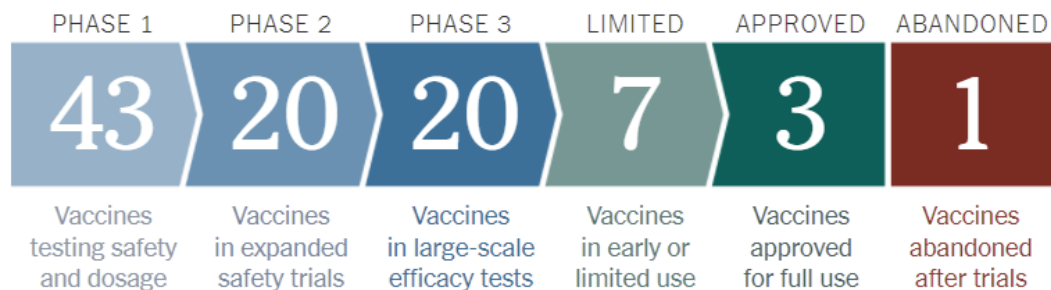 PHASE 1 PHASE 2 PHASE 3 LIMITED APPROVED ABANDONED
43 20 20 7 3 1
Vaccines Vaccines Vaccines Vaccines Vaccines Vaccines
testing safety in expanded in large-scale in early or approved abandoned
and dosage safety trials efficacy tests limited use for full use after trials